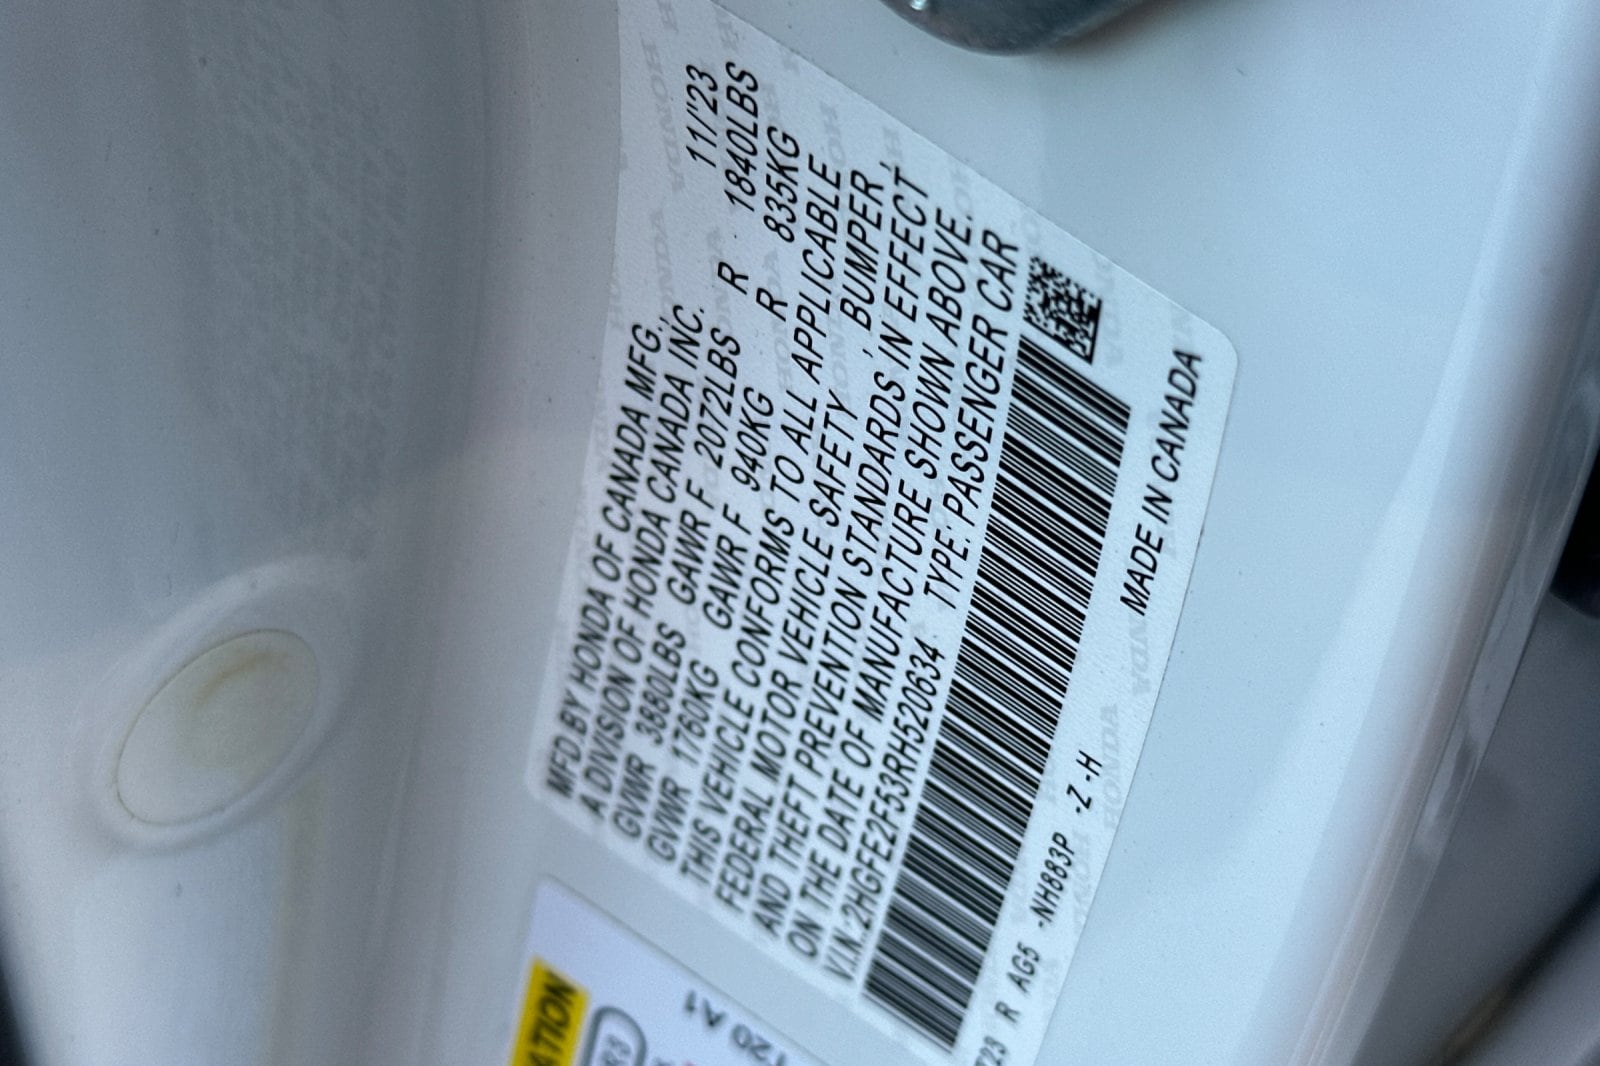 MFD.BY HONDA OF CANADA MFG.,
A DIVISION OF HONDA CANADA INC. 11/'23
GVWR 3880LBS GAWR F 2072LBS R 1840LBS
GVWR 1760KG GAWR F 940KG R 835KG
THIS VEHICLE CONFORMS TO ALL APPLICABLE
FEDERAL MOTOR VEHICLE SAFETY , BUMPER ,
AND THEFT PREVENTION STANDARDS IN EFFECT
ON THE DATE OF MANUFACTURE SHOWN ABOVE.
V.I.N.:2HGFE2F53RH520634 TYPE:PASSENGER CAR
R AG5 -NH883P -Z -H
MADE IN CANADA
120 A1